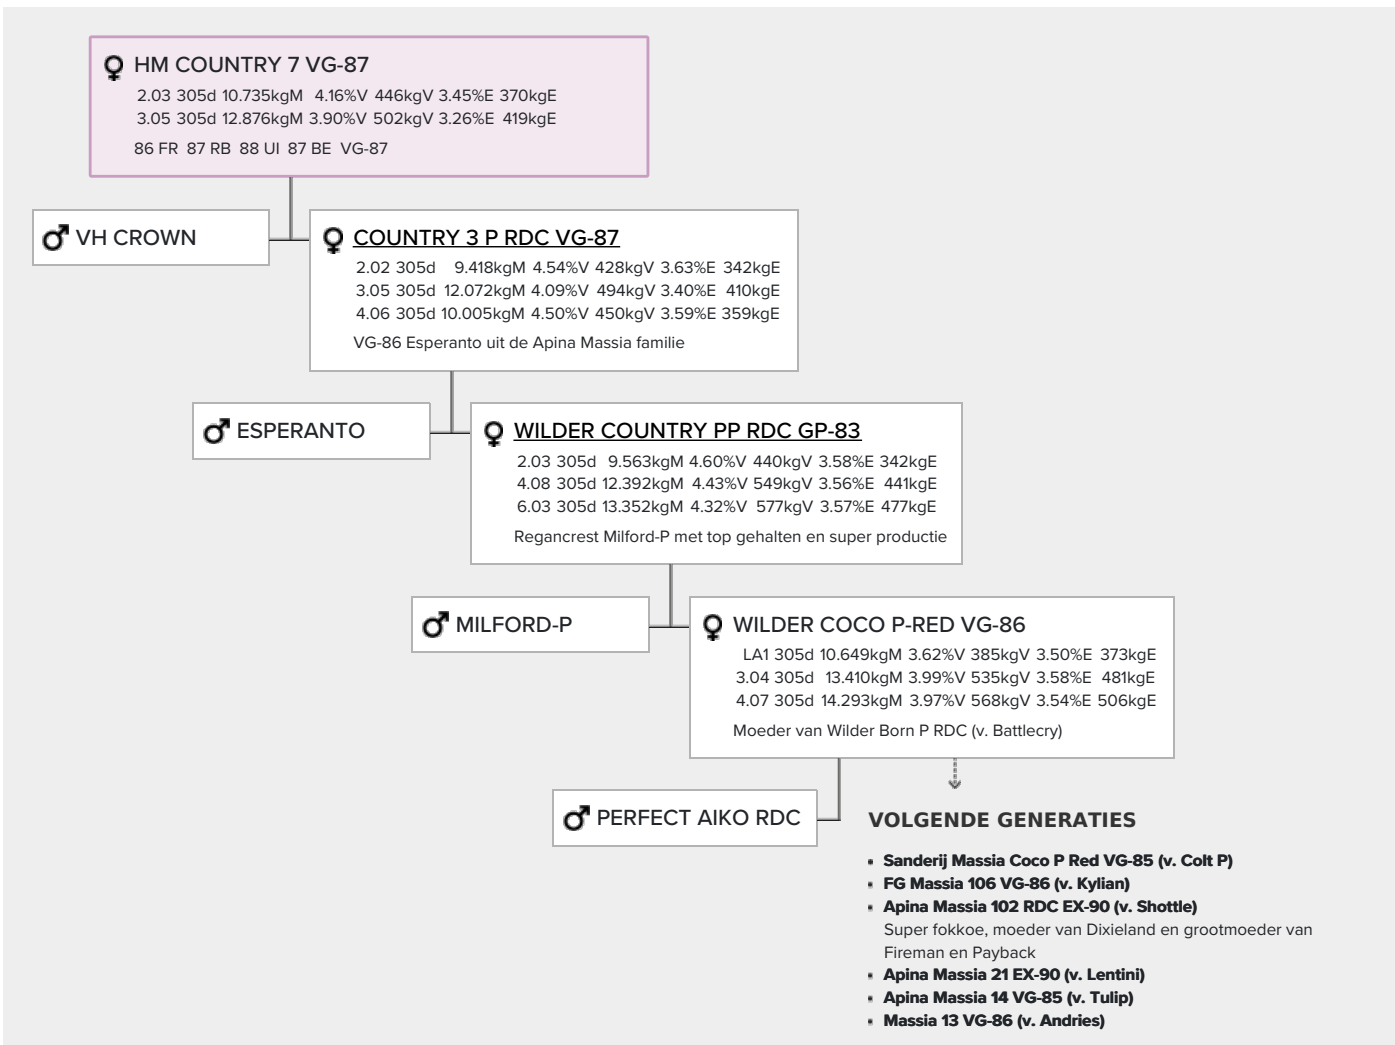 HM COUNTRY 7 VG-87
2.03 305d 10.735kgM 4.16%V 446kgV 3.45%E 370kgE
3.05 305d 12.876kgM 3.90%V 502kgV 3.26%E 419kgE
86 FR 87 RB 88 UI 87 BE VG-87
VH CROWN
COUNTRY 3 P RDC VG-87
2.02 305d 9.418kgM 4.54%V 428kgV 3.63%E 342kgE
3.05 305d 12.072kgM 4.09%V 494kgV 3.40%E 410kgE
4.06 305d 10.005kgM 4.50%V 450kgV 3.59%E 359kgE
VG-86 Esperanto uit de Apina Massia familie
ESPERANTO
WILDER COUNTRY PP RDC GP-83
2.03 305d 9.563kgM 4.60%V 440kgV 3.58%E 342kgE
4.08 305d 12.392kgM 4.43%V 549kgV 3.56%E 441kgE
6.03 305d 13.352kgM 4.32%V 577kgV 3.57%E 477kgE
Regancrest Milford-P met top gehalten en super productie
MILFORD-P
WILDER COCO P-RED VG-86
LA1 305d 10.649kgM 3.62%V 385kgV 3.50%E 373kgE
3.04 305d 13.410kgM 3.99%V 535kgV 3.58%E 481kgE
4.07 305d 14.293kgM 3.97%V 568kgV 3.54%E 506kgE
Moeder van Wilder Born P RDC (v. Battlecry)
PERFECT AIKO RDC
VOLGENDE GENERATIES
Sanderij Massia Coco P Red VG-85 (v. Colt P)
FG Massia 106 VG-86 (v. Kylian)
Apina Massia 102 RDC EX-90 (v. Shottle)
Super fokkoe, moeder van Dixieland en grootmoeder van
Fireman en Payback
Apina Massia 21 EX-90 (v. Lentini)
Apina Massia 14 VG-85 (v. Tulip)
Massia 13 VG-86 (v. Andries)